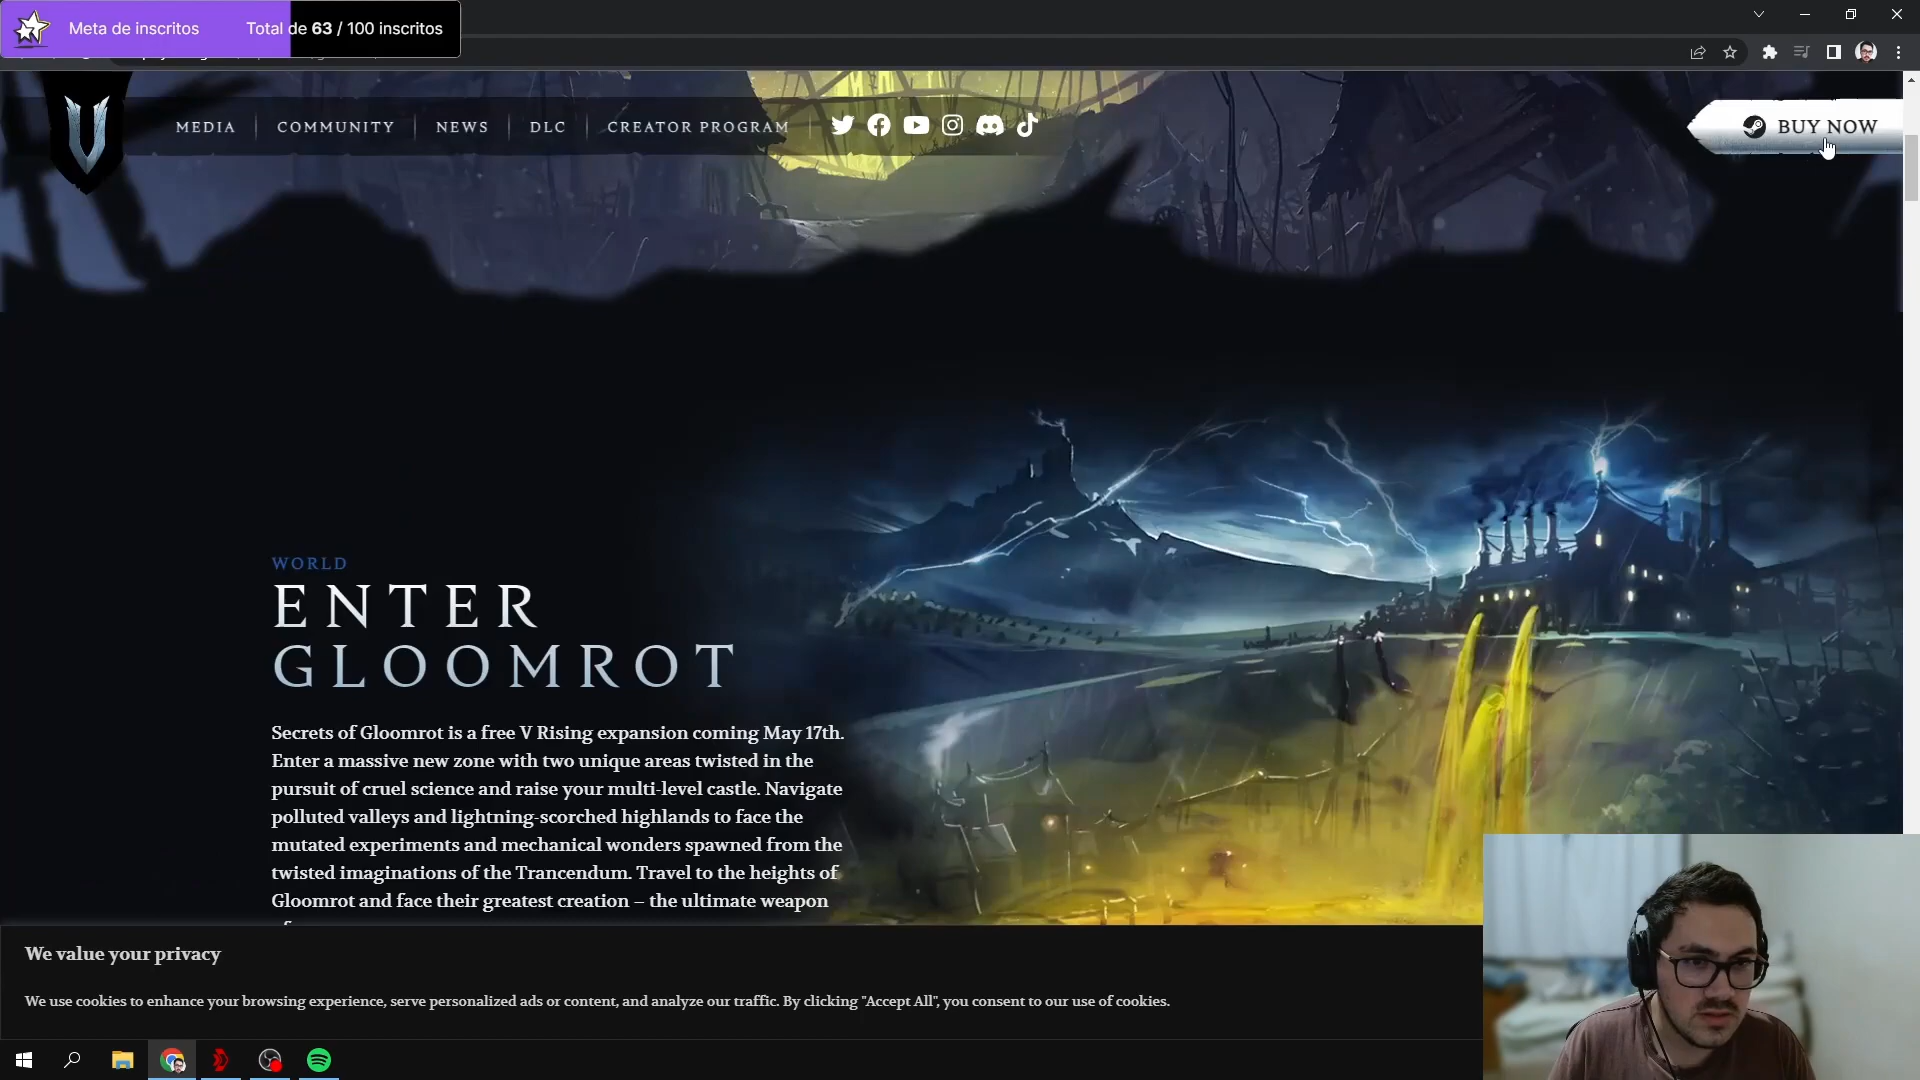 Meta de inscritos Total de 63 / 100 inscritos
MEDIA COMMUNITY NEWS DLC CREATOR PROGRAM
BUY NOW
WORLD
ENTER
GLOOMROT
Secrets of Gloomrot is a free V Rising expansion coming May 17th.
Enter a massive new zone with two unique areas twisted in the
pursuit of cruel science and raise your multi-level castle. Navigate
polluted valleys and lightning-scorched highlands to face the
mutated experiments and mechanical wonders spawned from the
twisted imaginations of the Trancendum. Travel to the heights of
Gloomrot and face their greatest creation – the ultimate weapon
We value your privacy
We use cookies to enhance your browsing experience, serve personalized ads or content, and analyze our traffic. By clicking "Accept All", you consent to our use of cookies.